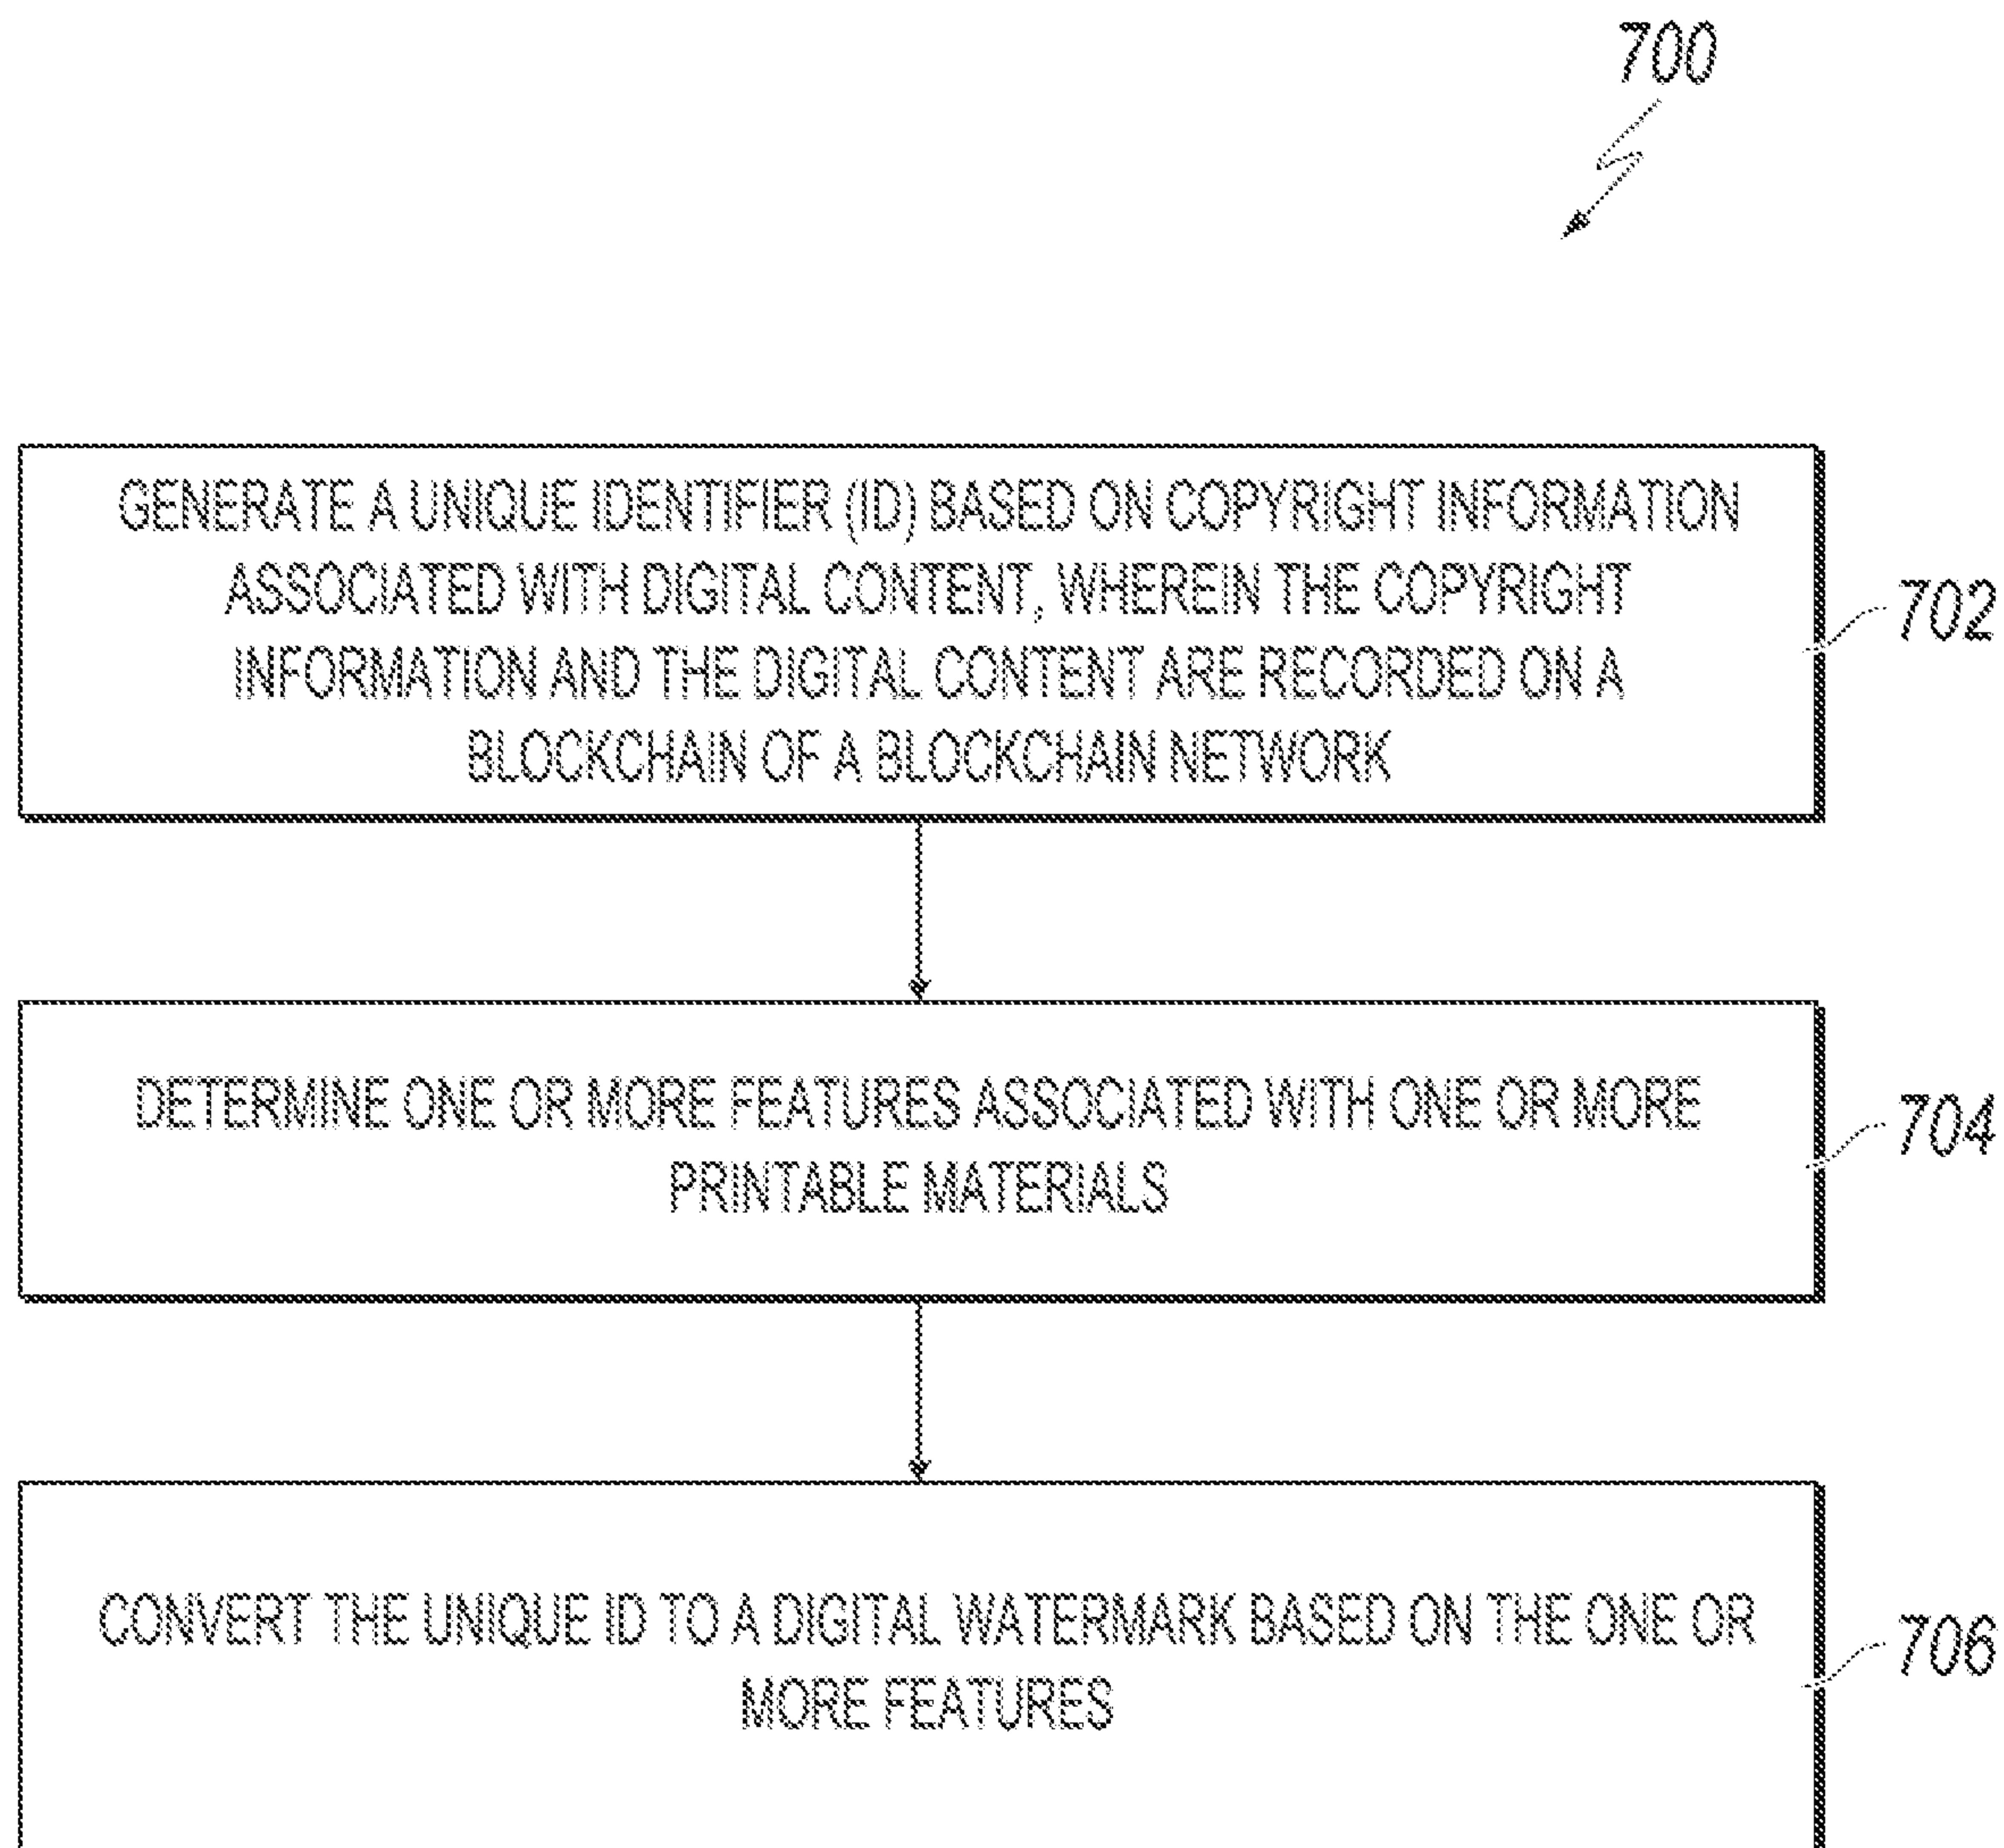 700
GENERATE A UNIQUE IDENTIFIER (ID) BASED ON COPYRIGHT INFORMATION
ASSOCIATED WITH DIGITAL CONTENT, WHEREIN THE COPYRIGHT
INFORMATION AND THE DIGITAL CONTENT ARE RECORDED ON A
BLOCKCHAIN OF A BLOCKCHAIN NETWORK
702
DETERMINE ONE OR MORE FEATURES ASSOCIATED WITH ONE OR MORE
PRINTABLE MATERIALS
704
CONVERT THE UNIQUE ID TO A DIGITAL WATERMARK BASED ON THE ONE OR
MORE FEATURES
706